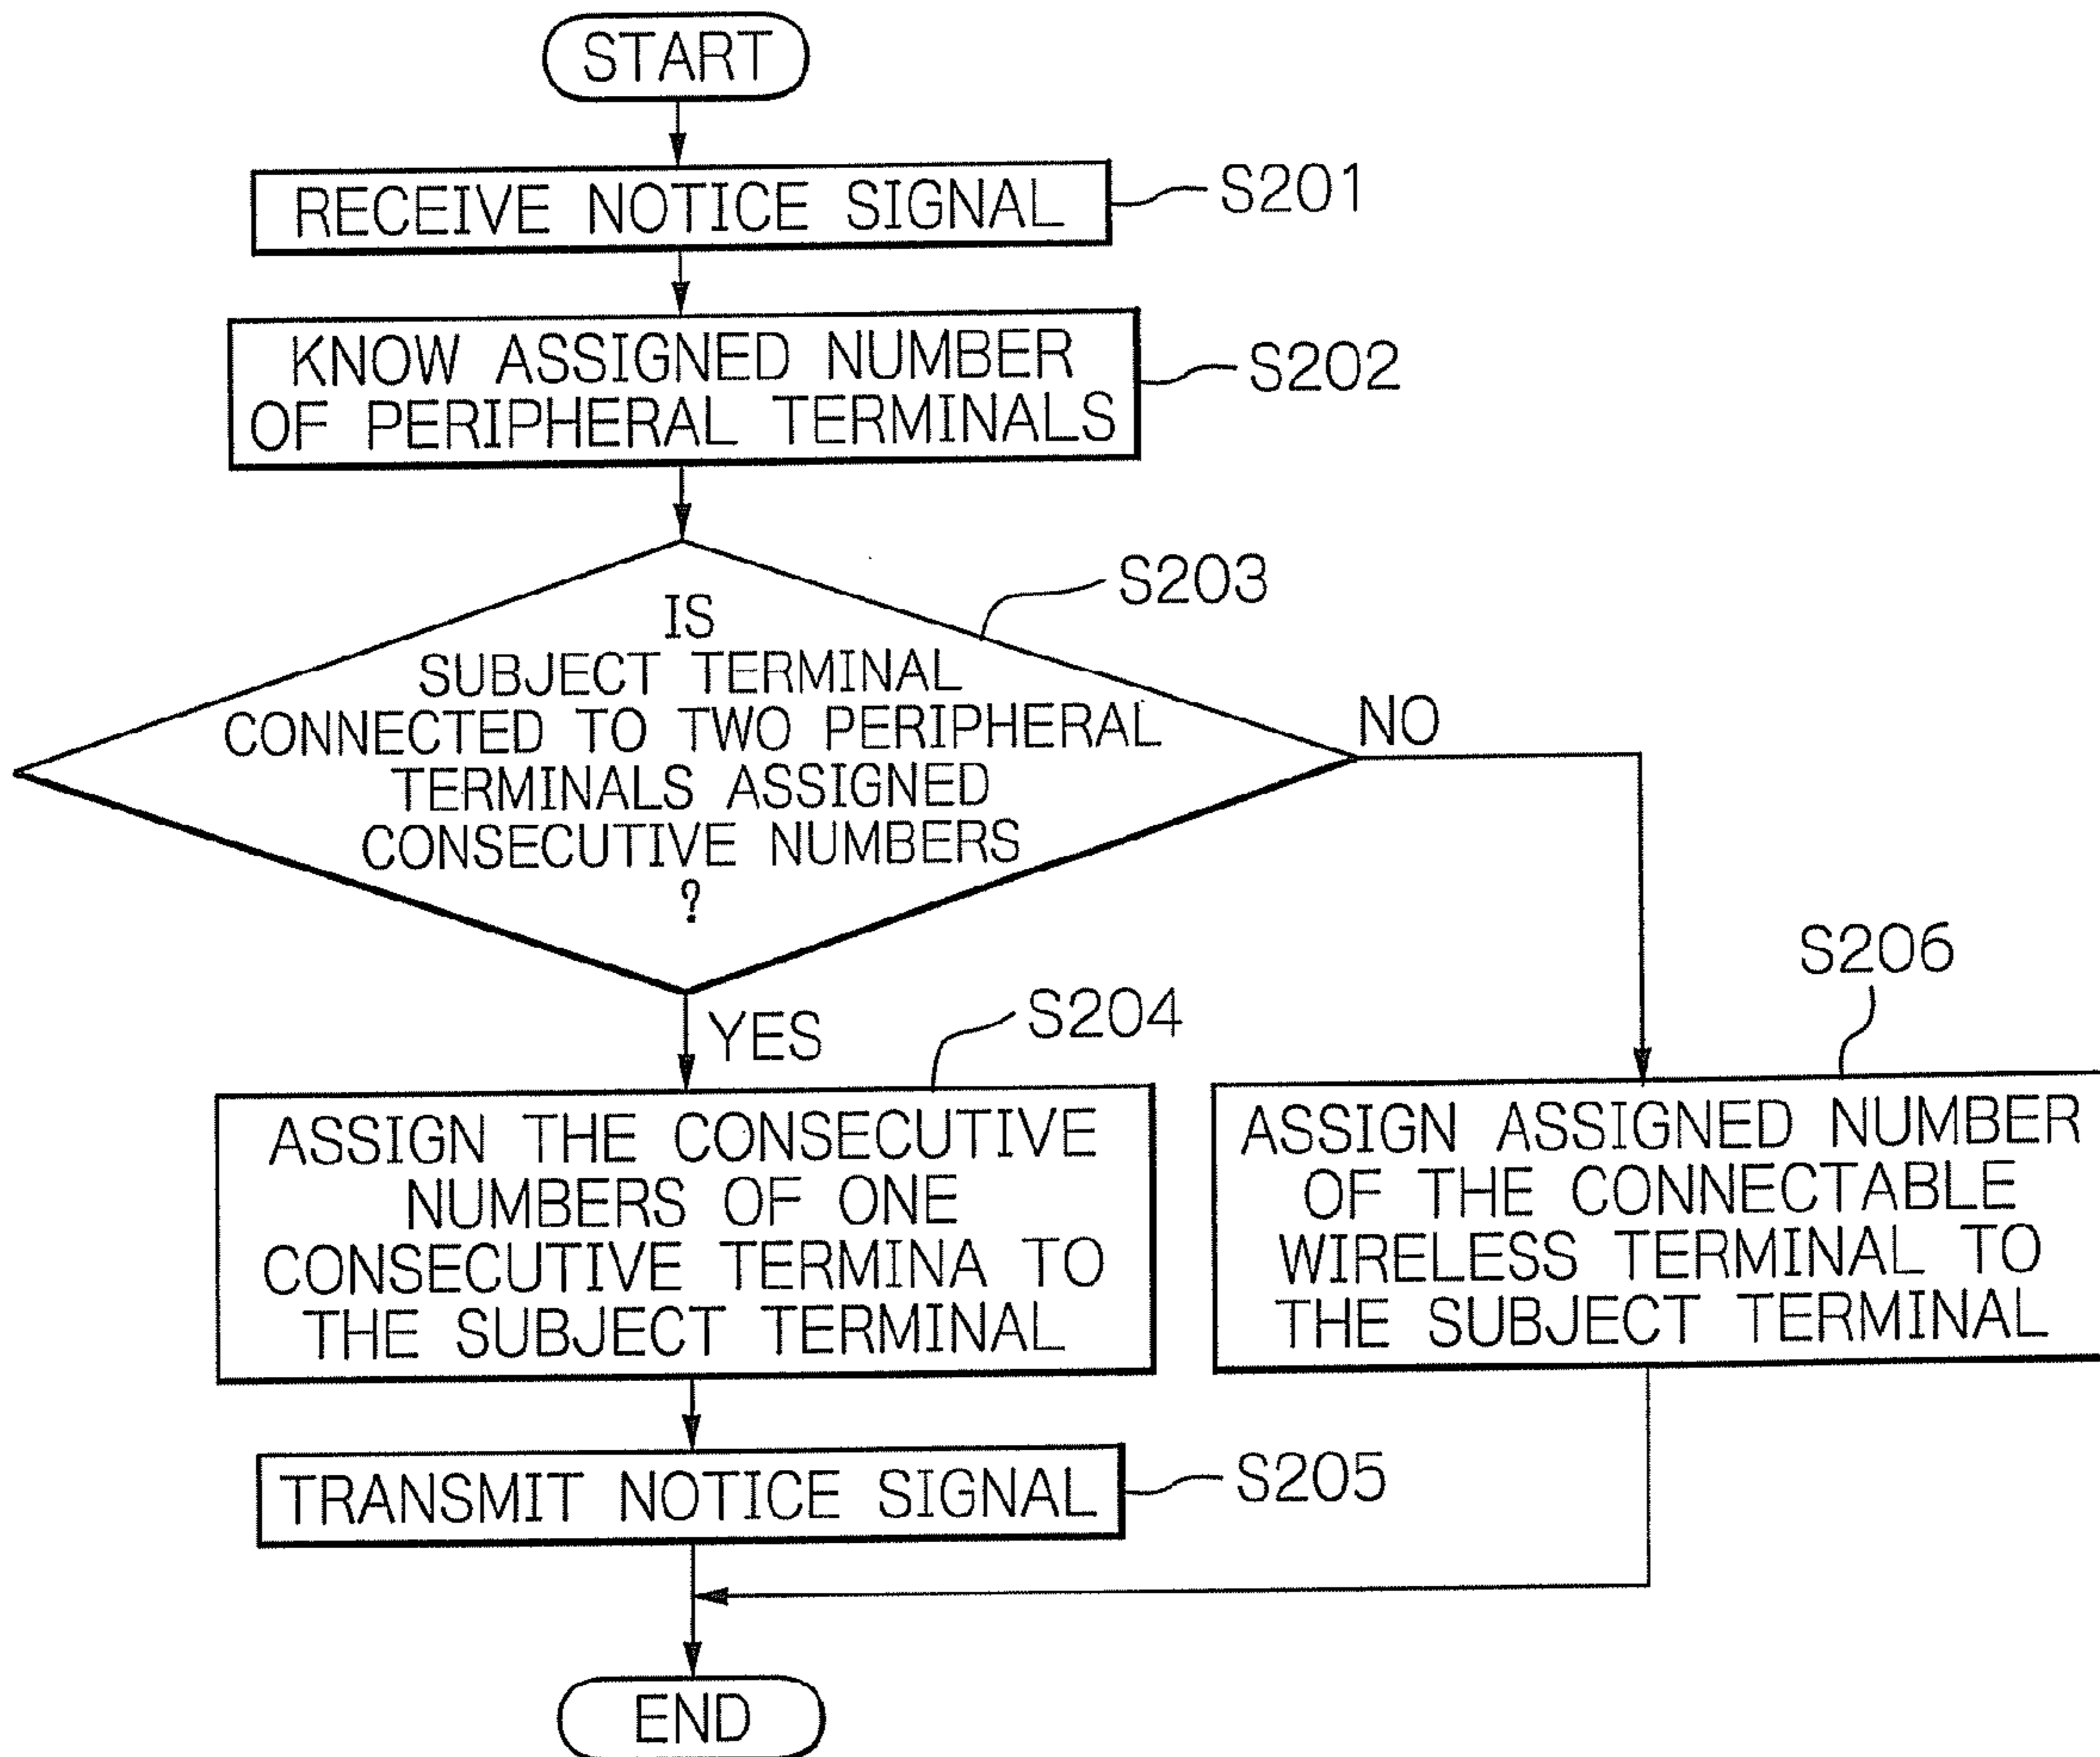 START
RECEIVE NOTICE SIGNAL
S201
KNOW ASSIGNED NUMBER
OF PERIPHERAL TERMINALS
S202
IS
SUBJECT TERMINAL
CONNECTED TO TWO PERIPHERAL
TERMINALS ASSIGNED
CONSECUTIVE NUMBERS
?
S203
NO
YES
S204
ASSIGN THE CONSECUTIVE
NUMBERS OF ONE
CONSECUTIVE TERMINA TO
THE SUBJECT TERMINAL
S206
ASSIGN ASSIGNED NUMBER
OF THE CONNECTABLE
WIRELESS TERMINAL TO
THE SUBJECT TERMINAL
TRANSMIT NOTICE SIGNAL
S205
END